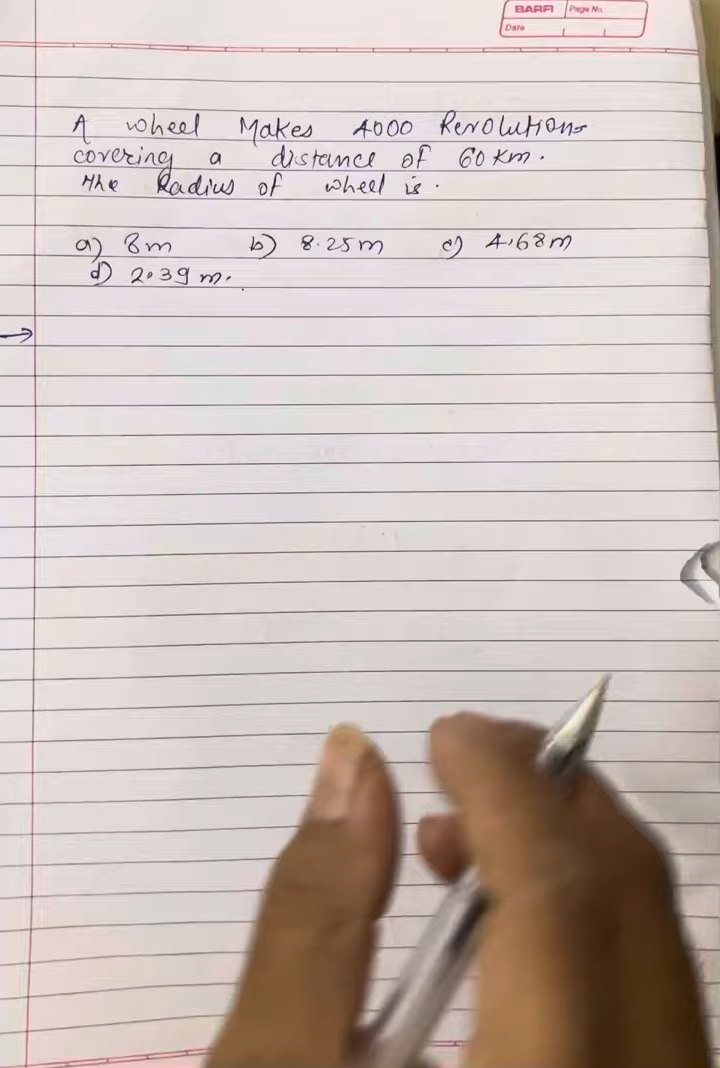 BARFI Page No.
Date
A wheel Makes 4000 Revolutions
covering a distance of 60 km.
the Radius of wheel is.
a) 8m b) 8.25m c) 4.68m
d) 2.39 m.